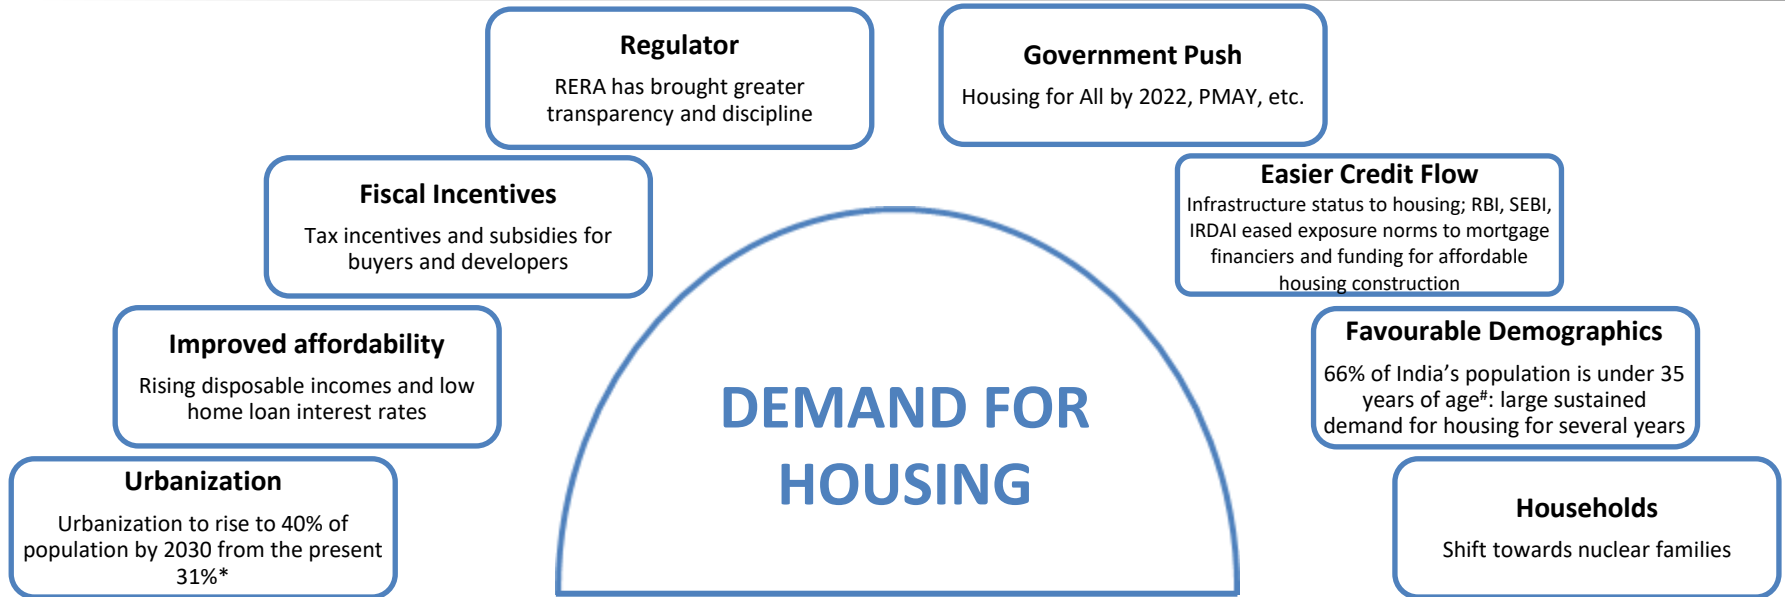 Regulator
RERA has brought greater
transparency and discipline
Government Push
Housing for All by 2022, PMAY, etc.
Fiscal Incentives
Tax incentives and subsidies for
buyers and developers
Easier Credit Flow
Infrastructure status to housing; RBI, SEBI,
IRDAI eased exposure norms to mortgage
financiers and funding for affordable
housing construction
Improved affordability
Rising disposable incomes and low
home loan interest rates
Favourable Demographics
66% of India’s population is under 35
years of age#: large sustained
demand for housing for several years
DEMAND FOR
HOUSING
Urbanization
Urbanization to rise to 40% of
population by 2030 from the present
31%*
Households
Shift towards nuclear families